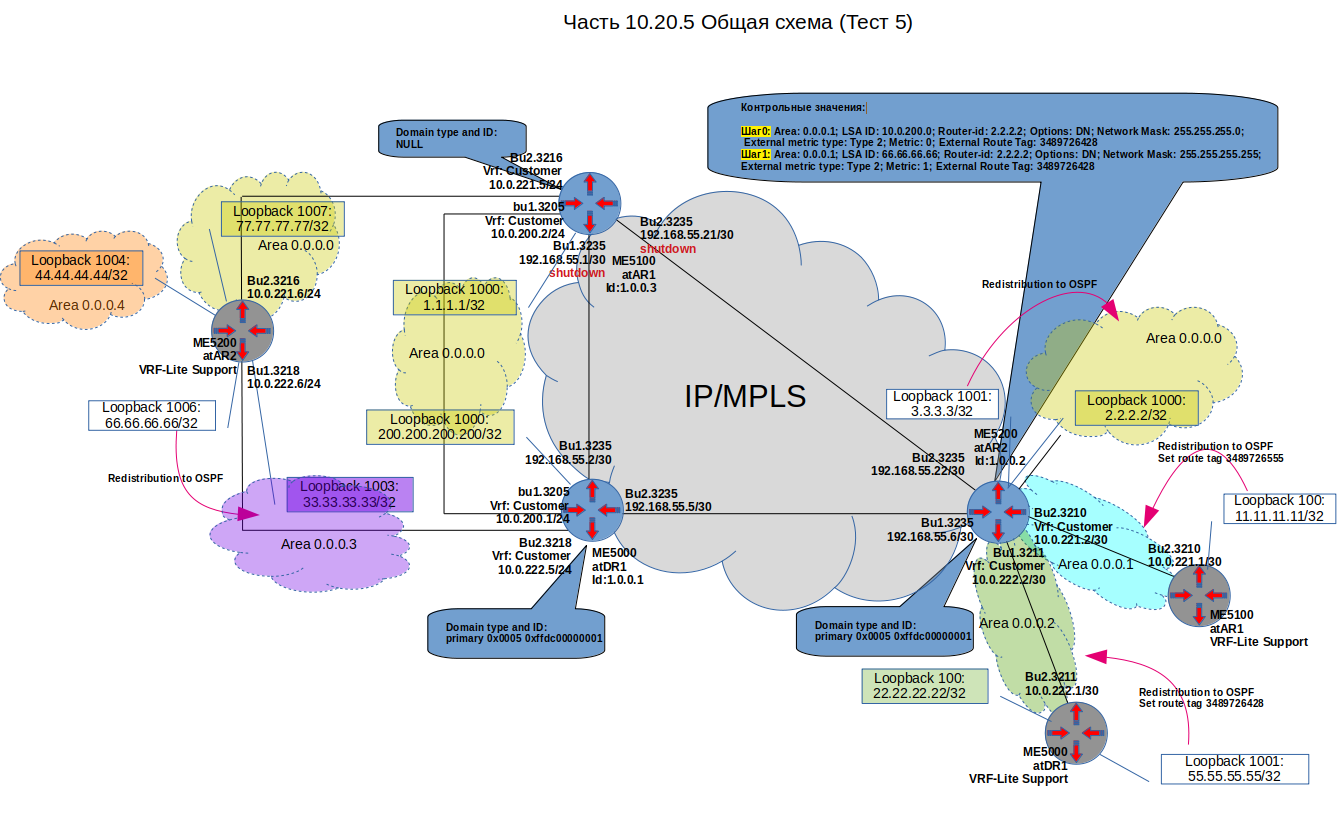 Часть 10.20.5 Общая схема (Тест 5)
Контрольные значения:
Шаг0: Area: 0.0.0.1; LSA ID: 10.0.200.0; Router-id: 2.2.2.2; Options: DN; Network Mask: 255.255.255.0;
External metric type: Type 2; Metric: 0; External Route Tag: 3489726428
Шаг1: Area: 0.0.0.1; LSA ID: 66.66.66.66; Router-id: 2.2.2.2; Options: DN; Network Mask: 255.255.255.255;
External metric type: Type 2; Metric: 1; External Route Tag: 3489726428
Domain type and ID:
NULL
Bu2.3216
Vrf: Customer
10.0.221.5/24
bu1.3205
Vrf: Customer
10.0.200.2/24
Bu1.3235
192.168.55.1/30
shutdown
Bu2.3235
192.168.55.21/30
shutdown
ME5100
atAR1
Id:1.0.0.3
Loopback 1007:
77.77.77.77/32
Area 0.0.0.0
Loopback 1004:
44.44.44.44/32
Area 0.0.0.4
Bu2.3216
10.0.221.6/24
ME5200
atAR2
VRF-Lite Support
Bu1.3218
10.0.222.6/24
Loopback 1006:
66.66.66.66/32
Redistribution to OSPF
Loopback 1003:
33.33.33.33/32
Area 0.0.0.3
Loopback 1000:
1.1.1.1/32
Area 0.0.0.0
Loopback 1000:
200.200.200.200/32
IP/MPLS
Bu1.3235
192.168.55.2/30
bu1.3205
Vrf: Customer
10.0.200.1/24
Bu2.3235
192.168.55.5/30
Bu2.3218
Vrf: Customer
10.0.222.5/24
ME5000
atDR1
Id:1.0.0.1
Domain type and ID:
primary 0x0005 0xffdc00000001
Redistribution to OSPF
Area 0.0.0.0
Loopback 1001:
3.3.3.3/32
Loopback 1000:
2.2.2.2/32
ME5200
atAR2
Id:1.0.0.2
Bu2.3235
192.168.55.22/30
Redistribution to OSPF
Set route tag 3489726555
Loopback 100:
11.11.11.11/32
Bu1.3235
192.168.55.6/30
Bu2.3210
Vrf: Customer
10.0.221.2/30
Bu1.3211
Vrf: Customer
10.0.222.2/30
Area 0.0.0.1
Bu2.3210
10.0.221.1/30
ME5100
atAR1
VRF-Lite Support
Domain type and ID:
primary 0x0005 0xffdc00000001
Area 0.0.0.2
Loopback 100:
22.22.22.22/32
Bu2.3211
10.0.222.1/30
Redistribution to OSPF
Set route tag 3489726428
ME5000
atDR1
VRF-Lite Support
Loopback 1001:
55.55.55.55/32